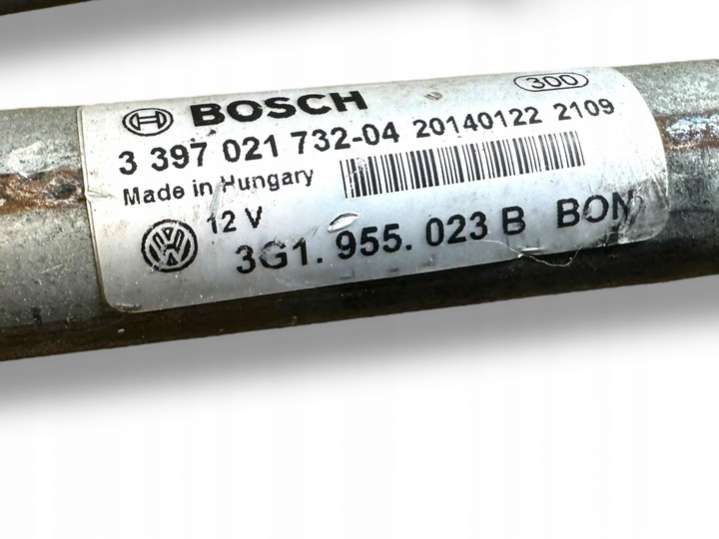 BOSCH 300
3 397 021 732-04 20140122 2109
Made in Hungary
12 V
3G1. 955. 023 B BON